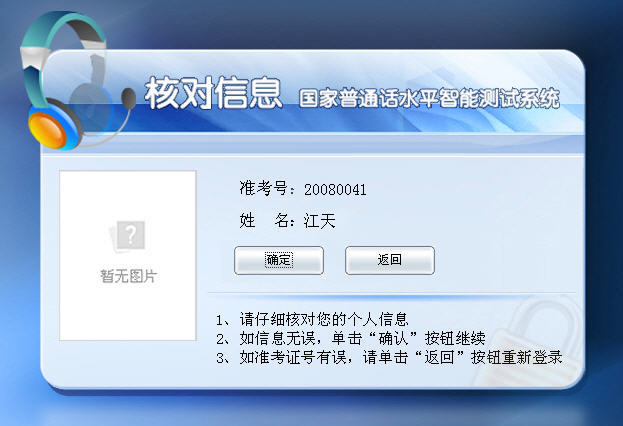 核对信息 国家普通话水平智能测试系统
准考号：20080041
姓 名：江天
暂无图片
确定 返回
1、请仔细核对您的个人信息
2、如信息无误，单击“确认”按钮继续
3、如准考证号有误，请单击“返回”按钮重新登录